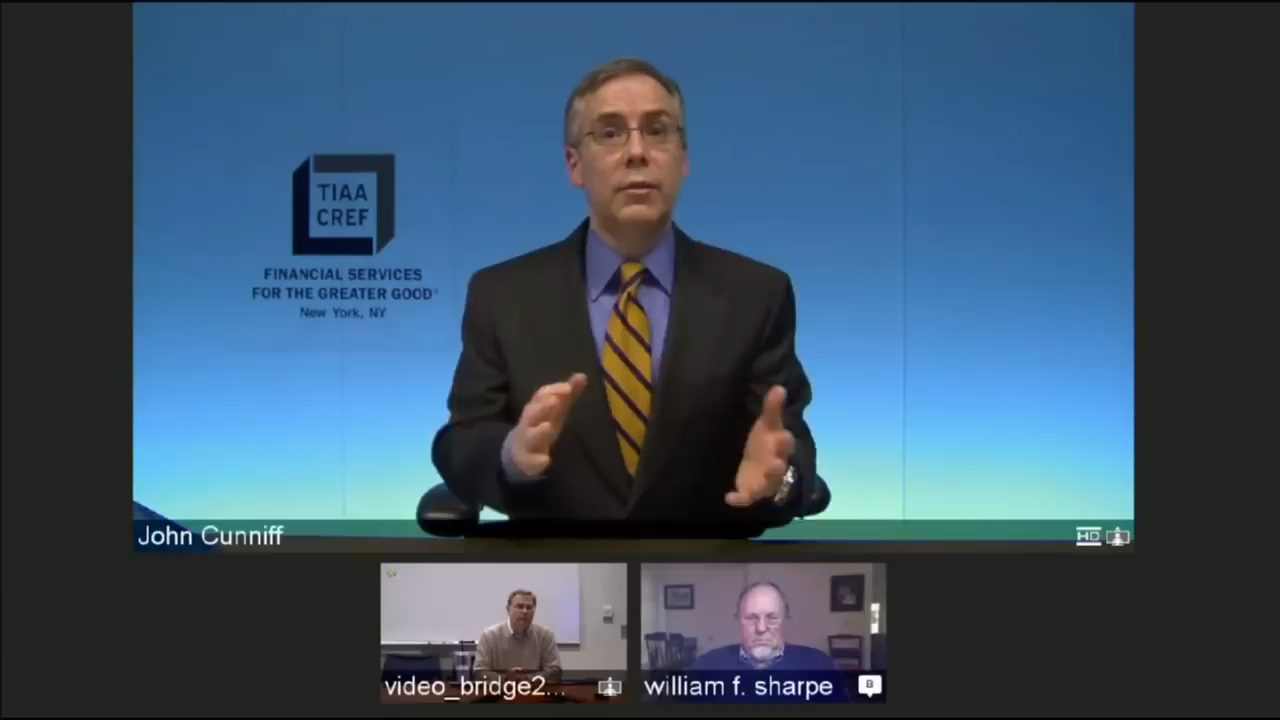 TIAA
CREF
FINANCIAL SERVICES
FOR THE GREATER GOOD®
New York, NY
John Cunniff
HD
video_bridge2...
william f. sharpe
B